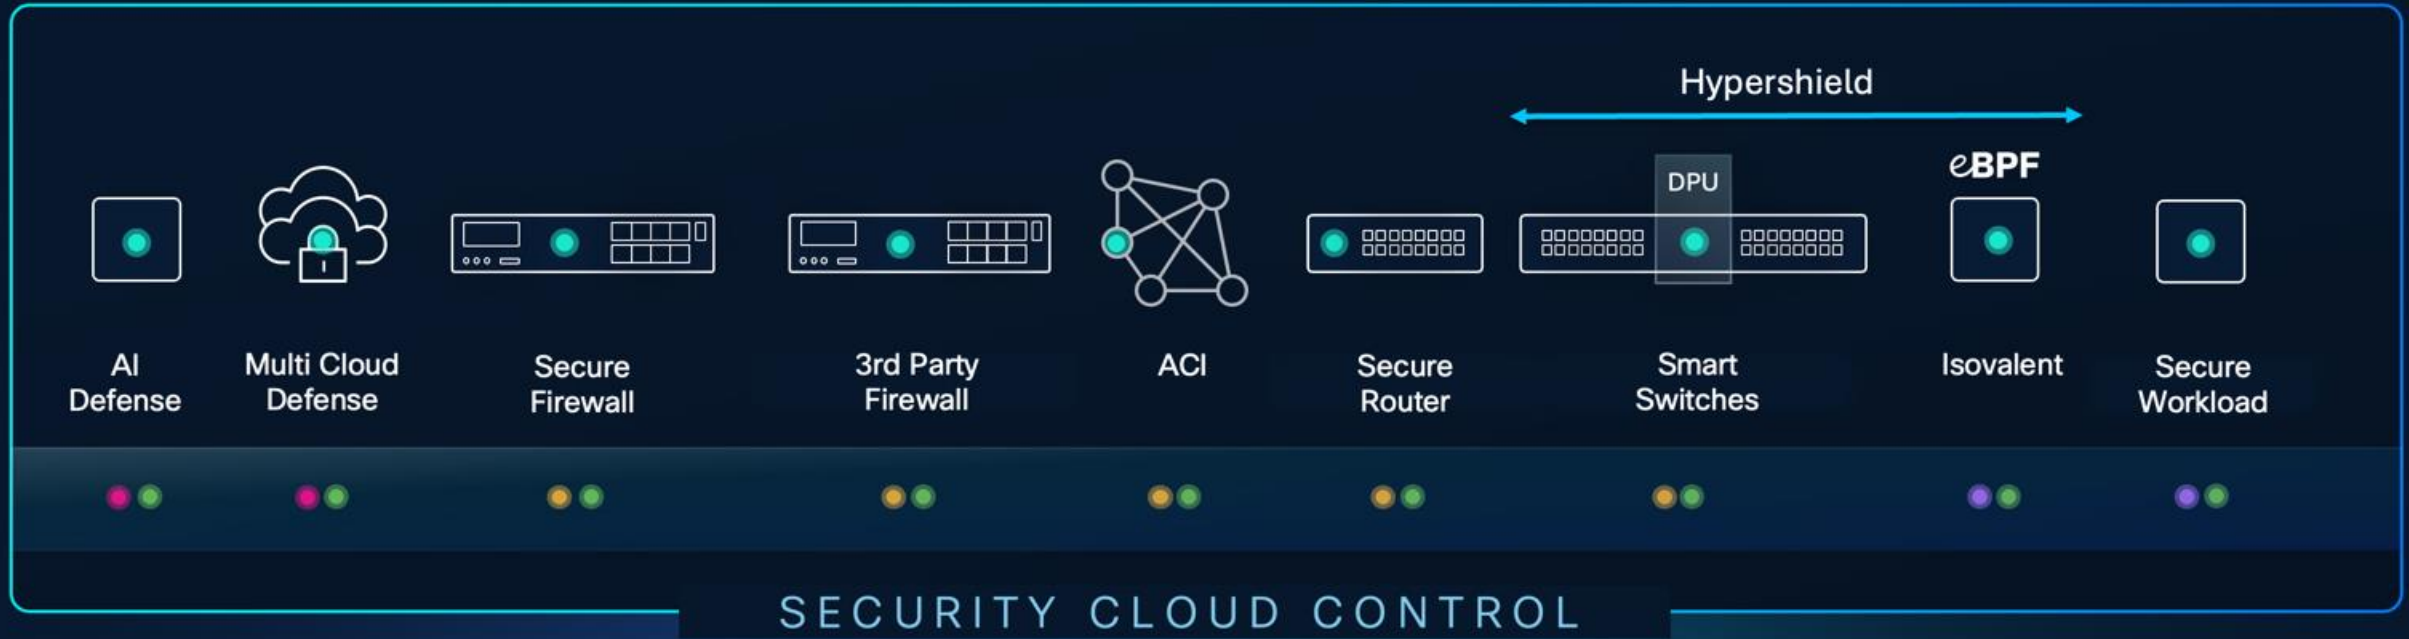 Hypershield
eBPF
DPU
AI
Defense
Multi Cloud
Defense
Secure
Firewall
3rd Party
Firewall
ACI
Secure
Router
Smart
Switches
Isovalent
Secure
Workload
SECURITY CLOUD CONTROL